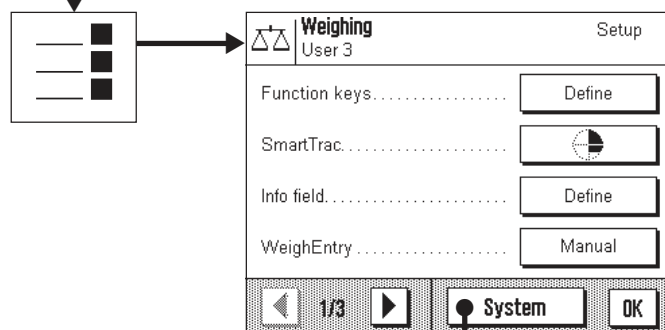 Weighing
Setup
User 3
Function keys................. Define
SmartTrac.....................
Info field....................... Define
WeighEntry................... Manual
1/3 System OK